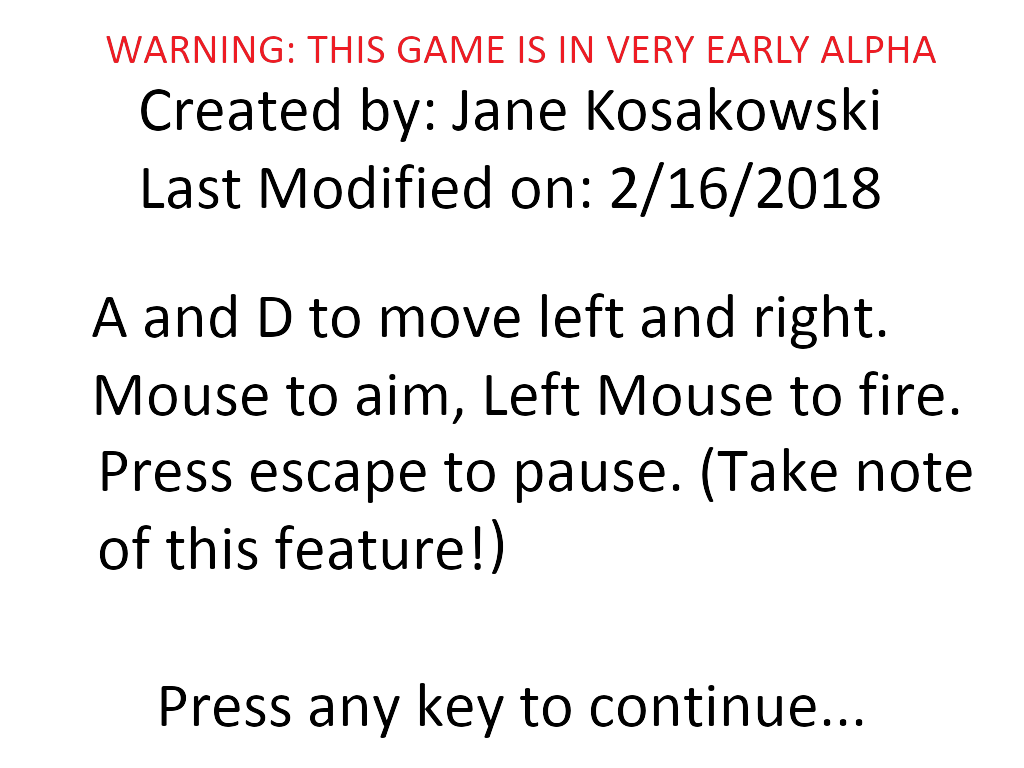 WARNING: THIS GAME IS IN VERY EARLY ALPHA
Created by: Jane Kosakowski
Last Modified on: 2/16/2018
A and D to move left and right.
Mouse to aim, Left Mouse to fire.
Press escape to pause. (Take note
of this feature!)
Press any key to continue...